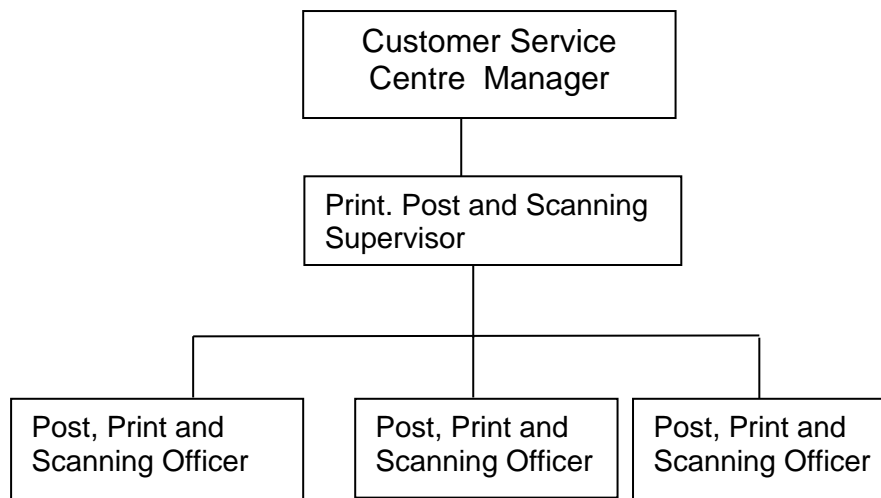 Customer Service
Centre Manager
Print. Post and Scanning
Supervisor
Post, Print and
Scanning Officer
Post, Print and
Scanning Officer
Post, Print and
Scanning Officer